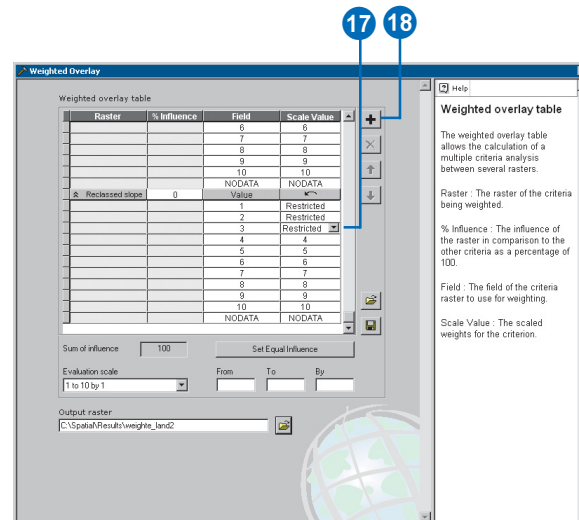 17 18
Weighted Overlay
Weighted overlay table
Raster % Influence Field Scale Value
6 6
7 7
8 8
9 9
10 10
NODATA NODATA
Reclassed slope 0 Value
1 Restricted
2 Restricted
3 Restricted
4 4
5 5
6 6
7 7
8 8
9 9
10 10
NODATA NODATA
Sum of influence 100 Set Equal Influence
Evaluation scale From To By
1 to 10 by 1
Output raster
C:\Spatial\Results\weighte_land2
Help
Weighted overlay table
The weighted overlay table
allows the calculation of a
multiple criteria analysis
between several rasters.
Raster : The raster of the criteria
being weighted.
% Influence : The influence of
the raster in comparison to the
other criteria as a percentage of
100.
Field : The field of the criteria
raster to use for weighting.
Scale Value : The scaled
weights for the criterion.